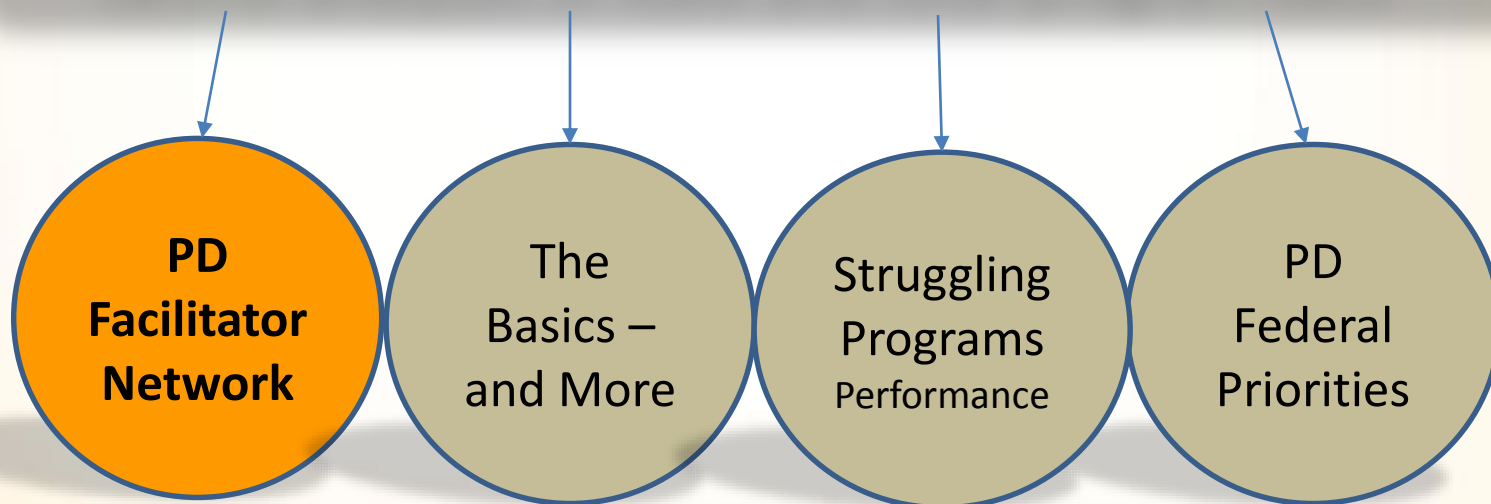 PD
Facilitator
Network
The
Basics –
and More
Struggling
Programs
Performance
PD
Federal
Priorities